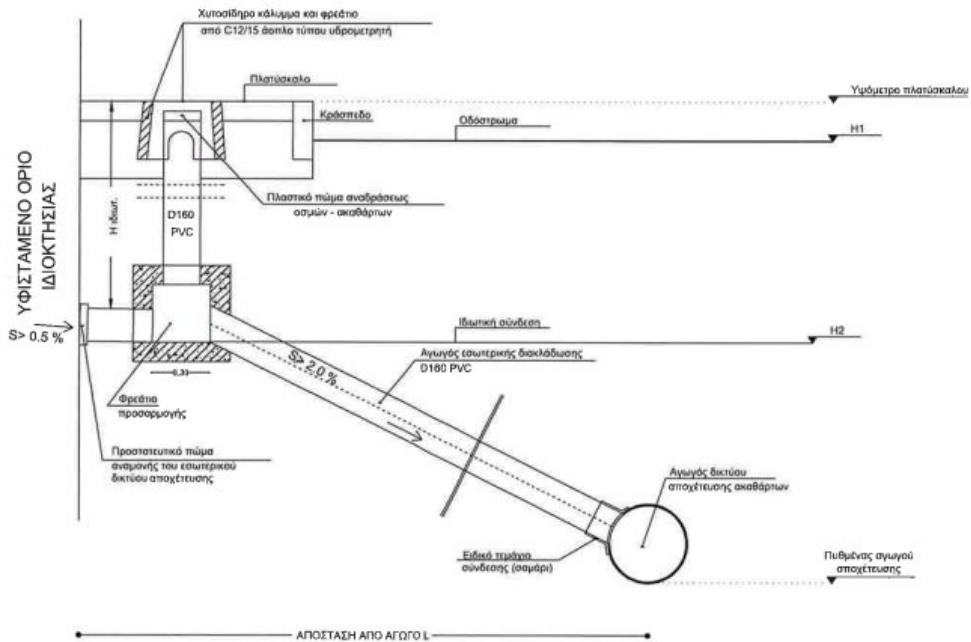 Χυτοσίδηρο κάλυμμα και φρεάτιο
από C12/15 άοπλο τύπου υδρομετρητή
Πλατύσκαλο
Υψόμετρο πλατύσκαλου
Κράσπεδο
Οδόστρωμα
H1
ΥΦΙΣΤΑΜΕΝΟ ΟΡΙΟ
ΙΔΙΟΚΤΗΣΙΑΣ
H ιδιωτ.
Πλαστικό πώμα αναδράσεως
οσμών - ακαθάρτων
D160
PVC
S> 0.5 %
Ιδιωτική σύνδεση
H2
S> 2.0 %
Αγωγός εσωτερικής διακλάδωσης
D160 PVC
0,30
Φρεάτιο
προσαρμογής
Προστατευτικό πώμα
αναμονής του εσωτερικού
δικτύου αποχέτευσης
Αγωγός δικτύου
αποχέτευσης ακαθάρτων
Ειδικό τεμάχιο
σύνδεσης (σαμάρι)
Πυθμένας αγωγού
αποχέτευσης
ΑΠΟΣΤΑΣΗ ΑΠΟ ΑΓΩΓΟ L